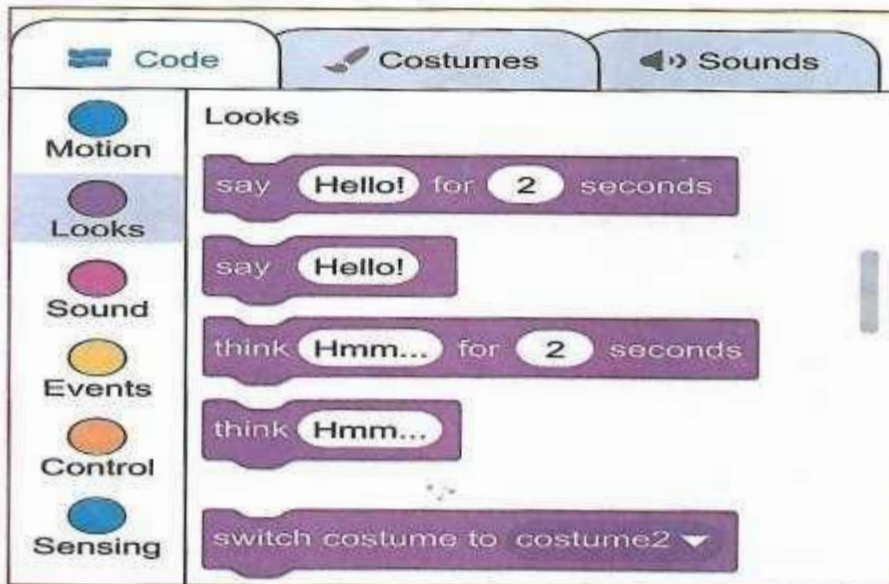 Code Costumes Sounds
Motion
Looks
Sound
Events
Control
Sensing
Looks
say Hello! for 2 seconds
say Hello!
think Hmm... for 2 seconds
think Hmm...
switch costume to costume2